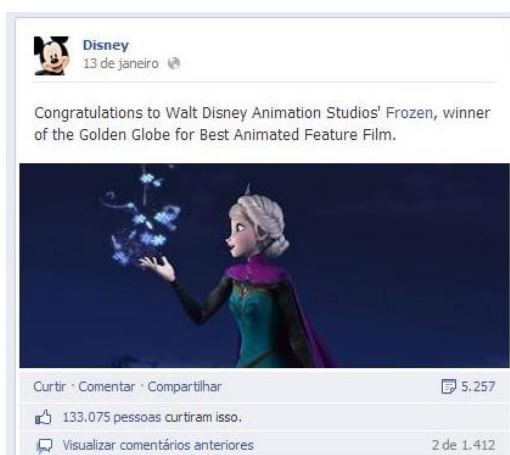 Disney
13 de janeiro
Congratulations to Walt Disney Animation Studios' Frozen, winner
of the Golden Globe for Best Animated Feature Film.
Curtir · Comentar · Compartilhar 5.257
133.075 pessoas curtiram isso.
Visualizar comentários anteriores 2 de 1.412